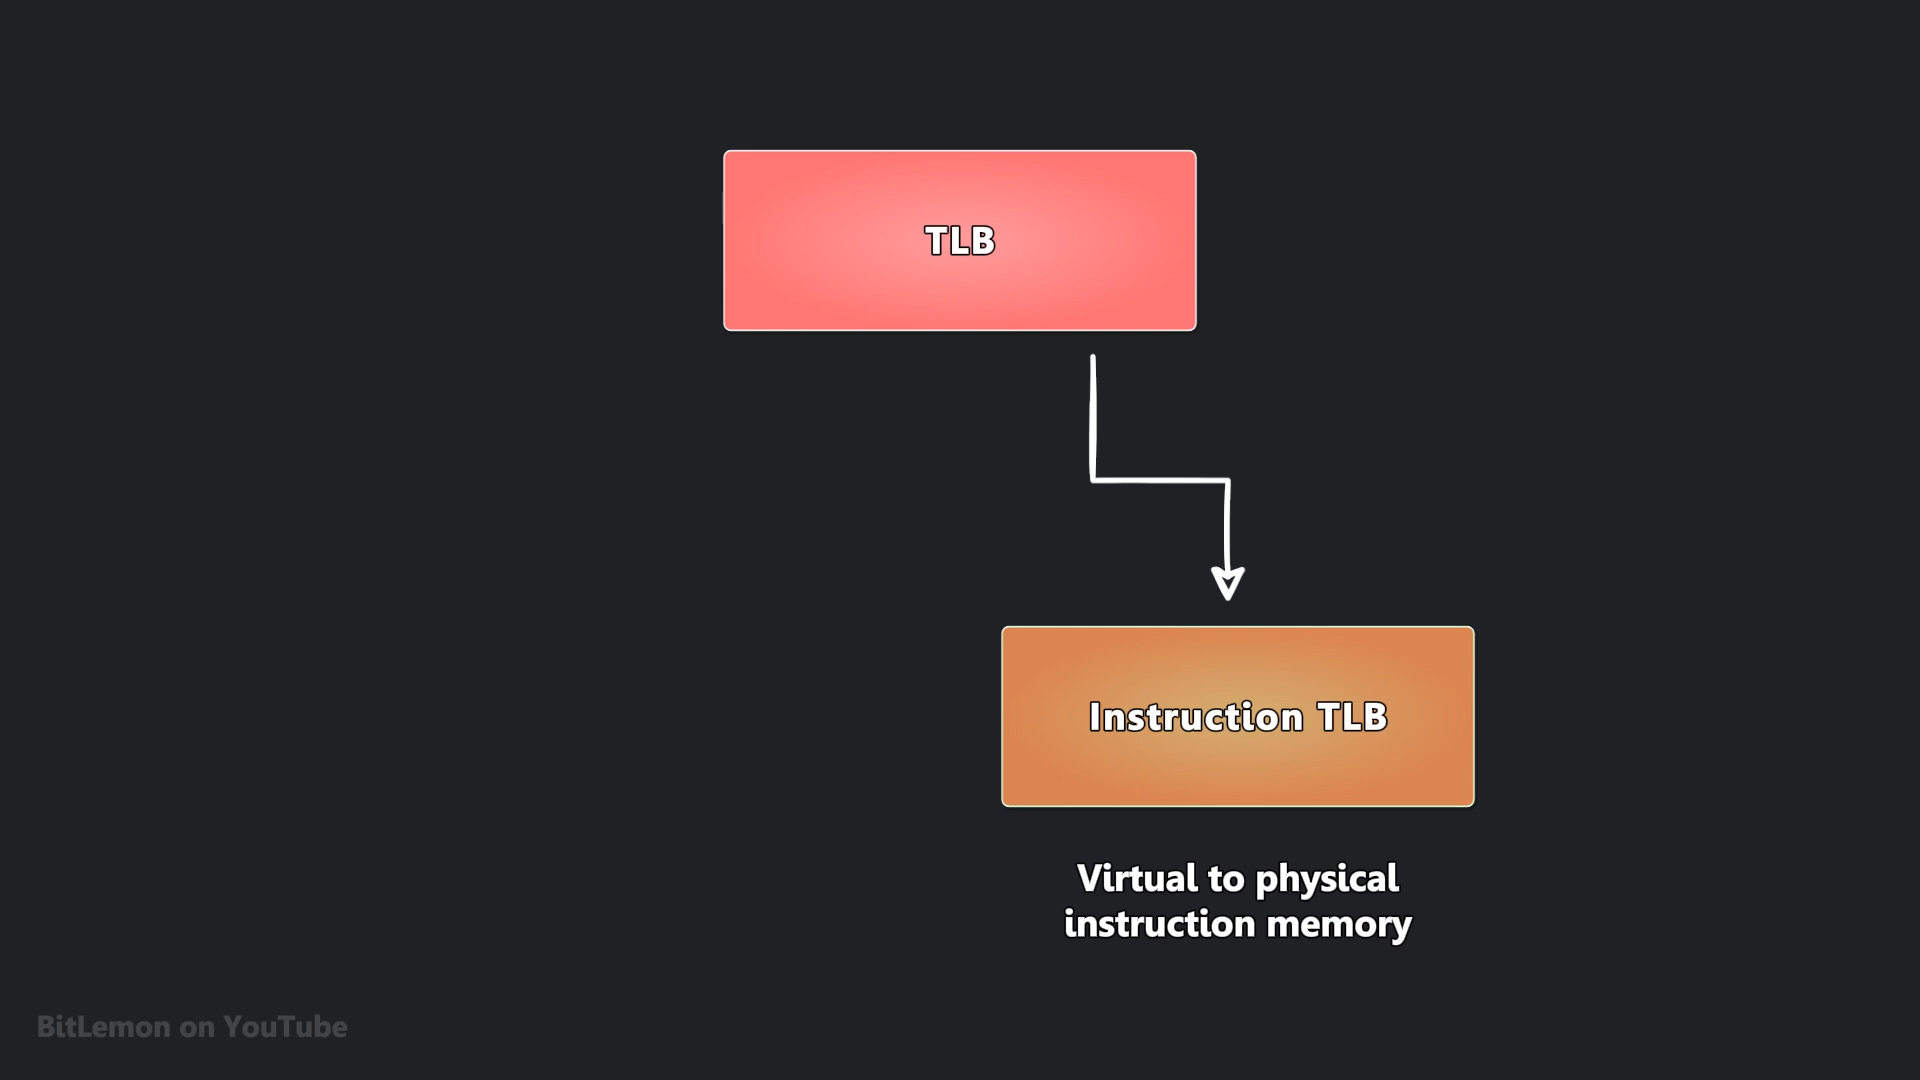 TLB
Instruction TLB
Virtual to physical
instruction memory
BitLemon on YouTube